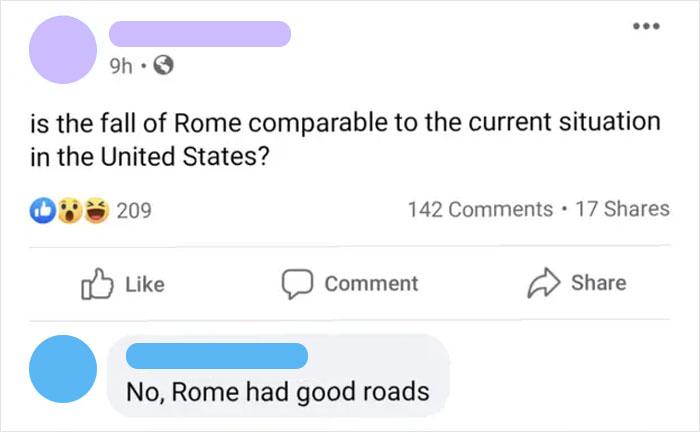 9h •
is the fall of Rome comparable to the current situation
in the United States?
209
142 Comments • 17 Shares
Like
Comment
Share
No, Rome had good roads